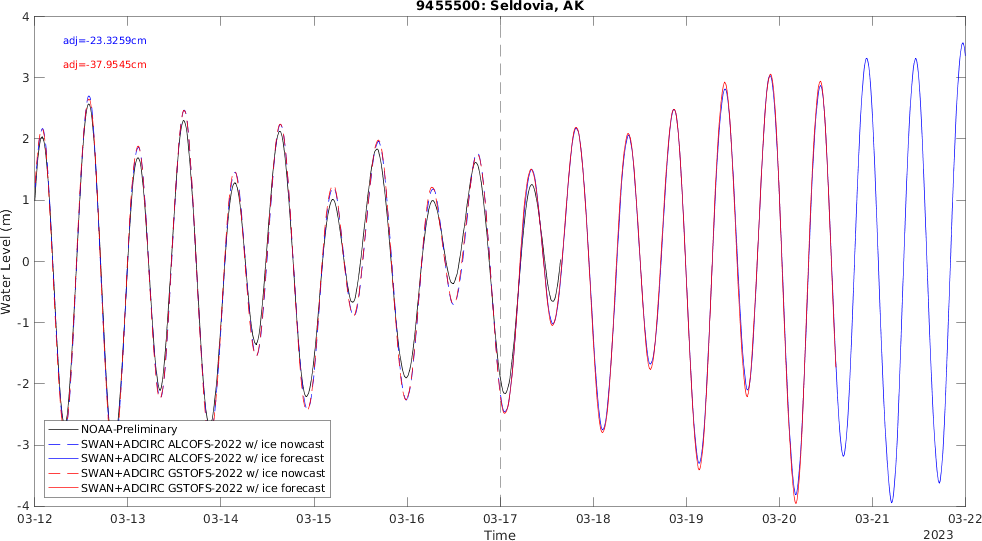 9455500: Seldovia, AK
adj=-23.3259cm
adj=-37.9545cm
Water Level (m)
4
3
2
1
0
-1
-2
-3
-4
NOAA-Preliminary
SWAN+ADCIRC ALCOFS-2022 w/ ice nowcast
SWAN+ADCIRC ALCOFS-2022 w/ ice forecast
SWAN+ADCIRC GSTOFS-2022 w/ ice nowcast
SWAN+ADCIRC GSTOFS-2022 w/ ice forecast
03-12 03-13 03-14 03-15 03-16 03-17 03-18 03-19 03-20 03-21 03-22
Time
2023